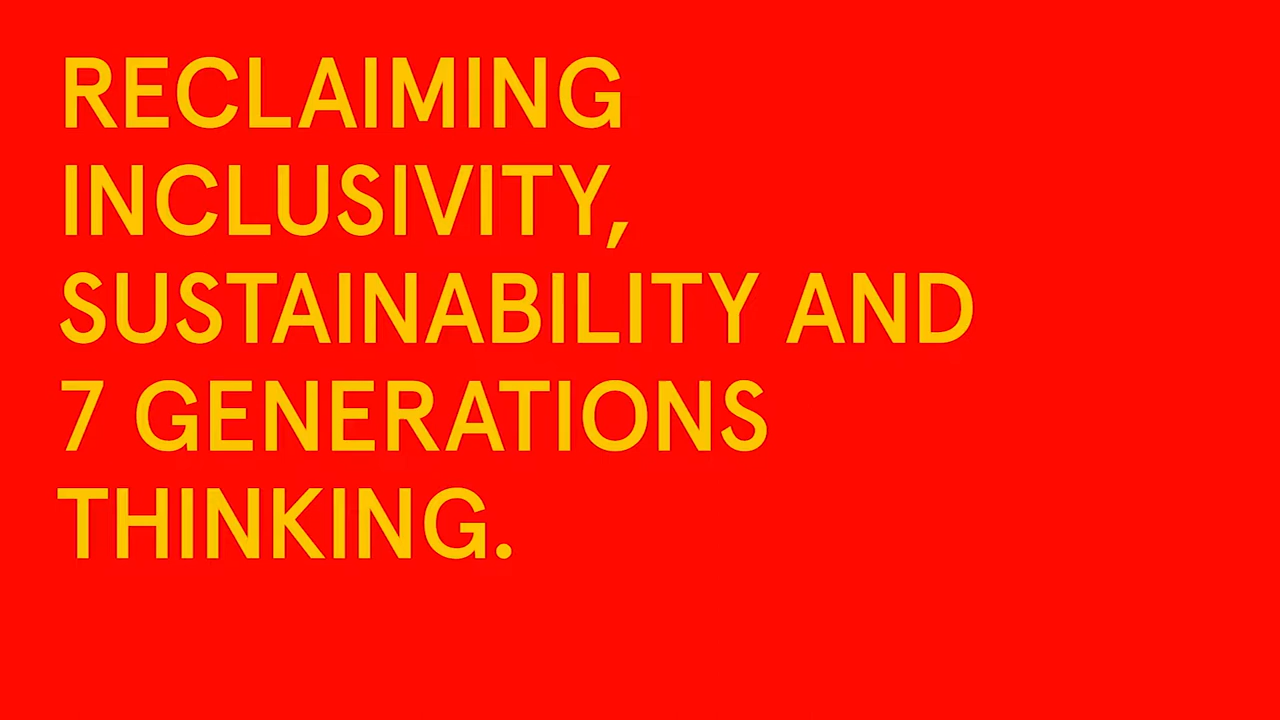 RECLAIMING
INCLUSIVITY,
SUSTAINABILITY AND
7 GENERATIONS
THINKING.